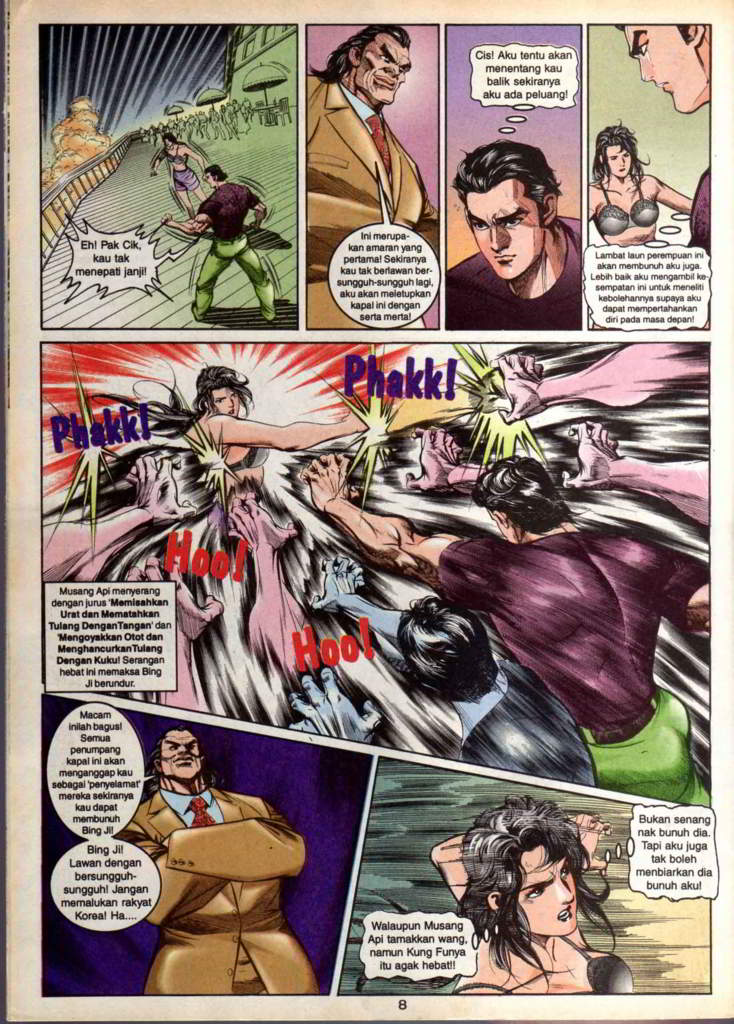 Eh! Pak Cik,
kau tak
menepati janji!
Ini merupa-
kan amaran yang
pertama! Sekiranya
kau tak berlawan ber-
sungguh-sungguh lagi,
aku akan meletupkan
kapal ini dengan
serta merta!
Cis! Aku tentu akan
menentang kau
balik sekiranya
aku ada peluang!
Lambat laun perempuan ini
akan membunuh aku juga.
Lebih baik aku mengambil ke-
sempatan ini untuk meneliti
kebolehannya supaya aku
dapat mempertahankan
diri pada masa depan!
Phakk!
Phakk!
Hoo!
Hoo!
Musang Api menyerang
dengan jurus 'Memisahkan
Urat dan Mematahkan
Tulang DenganTangan' dan
'Mengoyakkan Otot dan
MenghancurkanTulang
Dengan Kuku! Serangan
hebat ini memaksa Bing
Ji berundur.
Macam
inilah bagus!
Semua
penumpang
kapal ini akan
menganggap kau
sebagai 'penyelamat'
mereka sekiranya
kau dapat
membunuh
Bing Ji!
Bing Ji!
Lawan dengan
bersungguh-
sungguh! Jangan
memalukan rakyat
Korea! Ha....
Bukan senang
nak bunuh dia.
Tapi aku juga
tak boleh
membiarkan dia
bunuh aku!
Walaupun Musang
Api tamakkan wang,
namun Kung Funya
itu agak hebat!!
8